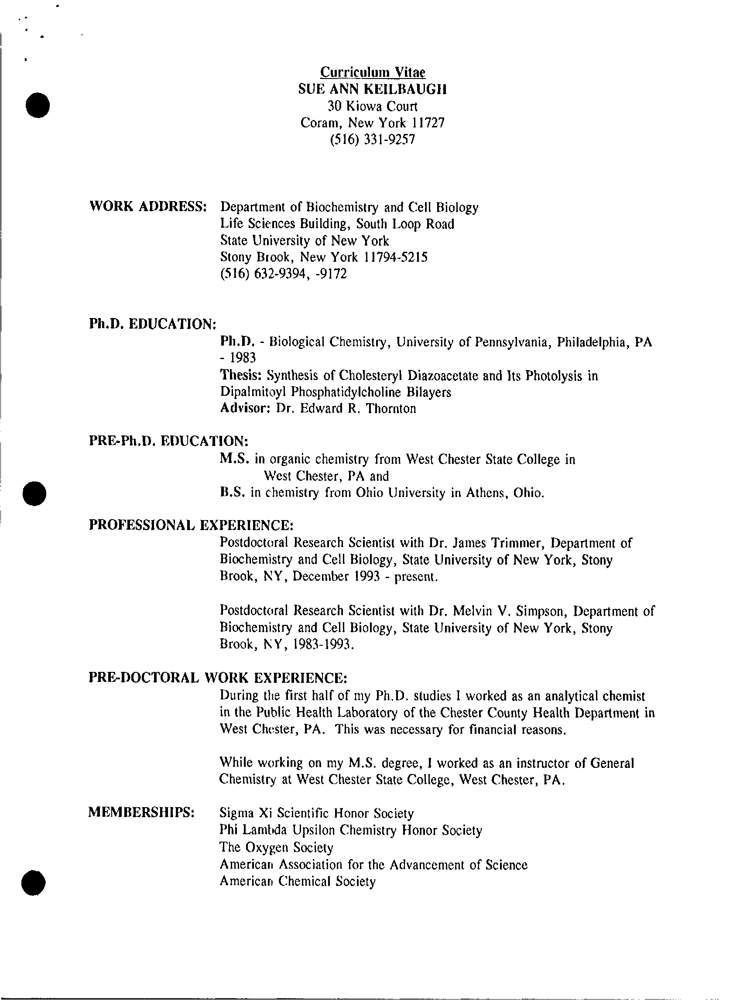 Curriculum Vitae
SUE ANN KEILBAUGH
30 Kiowa Court
Coram, New York 11727
(516) 331-9257
WORK ADDRESS: Department of Biochemistry and Cell Biology
Life Sciences Building, South Loop Road
State University of New York
Stony Brook, New York 11794-5215
(516) 632-9394, -9172
Ph.D. EDUCATION:
Ph.D. - Biological Chemistry, University of Pennsylvania, Philadelphia, PA
- 1983
Thesis: Synthesis of Cholesteryl Diazoacetate and Its Photolysis in
Dipalmitoyl Phosphatidylcholine Bilayers
Advisor: Dr. Edward R. Thornton
PRE-Ph.D. EDUCATION:
M.S. in organic chemistry from West Chester State College in
West Chester, PA and
B.S. in chemistry from Ohio University in Athens, Ohio.
PROFESSIONAL EXPERIENCE:
Postdoctoral Research Scientist with Dr. James Trimmer, Department of
Biochemistry and Cell Biology, State University of New York, Stony
Brook, NY, December 1993 - present.
Postdoctoral Research Scientist with Dr. Melvin V. Simpson, Department of
Biochemistry and Cell Biology, State University of New York, Stony
Brook, NY, 1983-1993.
PRE-DOCTORAL WORK EXPERIENCE:
During the first half of my Ph.D. studies I worked as an analytical chemist
in the Public Health Laboratory of the Chester County Health Department in
West Chester, PA. This was necessary for financial reasons.
While working on my M.S. degree, I worked as an instructor of General
Chemistry at West Chester State College, West Chester, PA.
MEMBERSHIPS: Sigma Xi Scientific Honor Society
Phi Lambda Upsilon Chemistry Honor Society
The Oxygen Society
American Association for the Advancement of Science
American Chemical Society